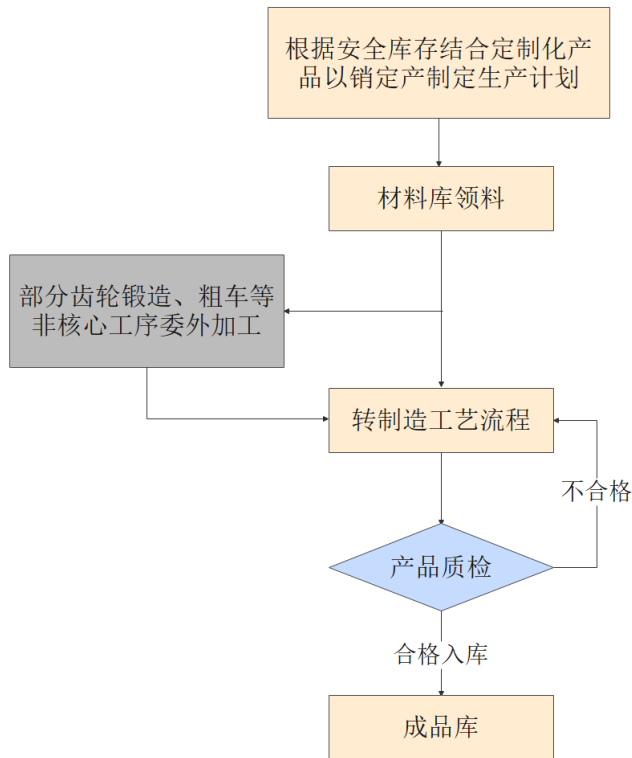 根据安全库存结合定制化产
品以销定产制定生产计划
材料库领料
部分齿轮锻造、粗车等
非核心工序委外加工
转制造工艺流程
不合格
产品质检
合格入库
成品库